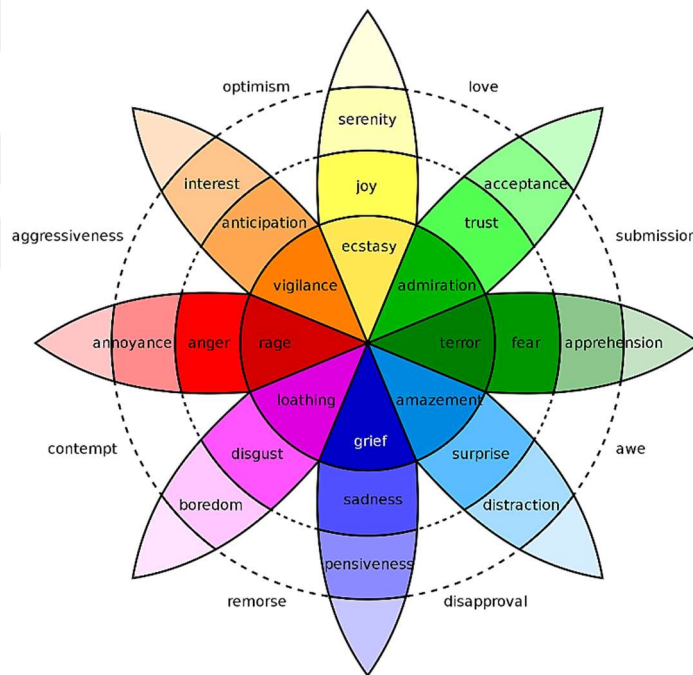 optimism
love
serenity
interest
acceptance
joy
anticipation
trust
aggressiveness
submission
ecstasy
vigilance
admiration
annoyance
anger
rage
terror
fear
apprehension
loathing
amazement
grief
contempt
disgust
surprise
awe
sadness
boredom
distraction
pensiveness
remorse
disapproval